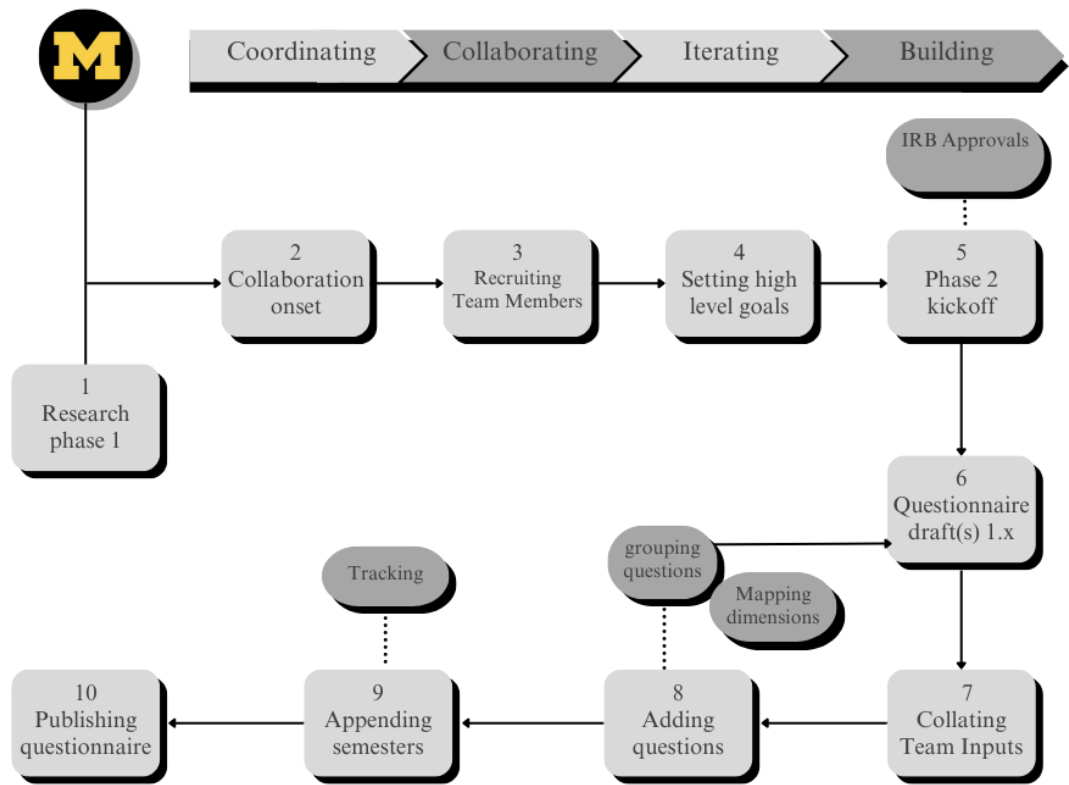 M
Coordinating
Collaborating
Iterating
Building
IRB Approvals
2
Collaboration
onset
3
Recruiting
Team Members
4
Setting high
level goals
5
Phase 2
kickoff
1
Research
phase 1
6
Questionnaire
draft(s) 1.x
grouping
questions
Mapping
dimensions
Tracking
10
Publishing
questionnaire
9
Appending
semesters
8
Adding
questions
7
Collating
Team Inputs